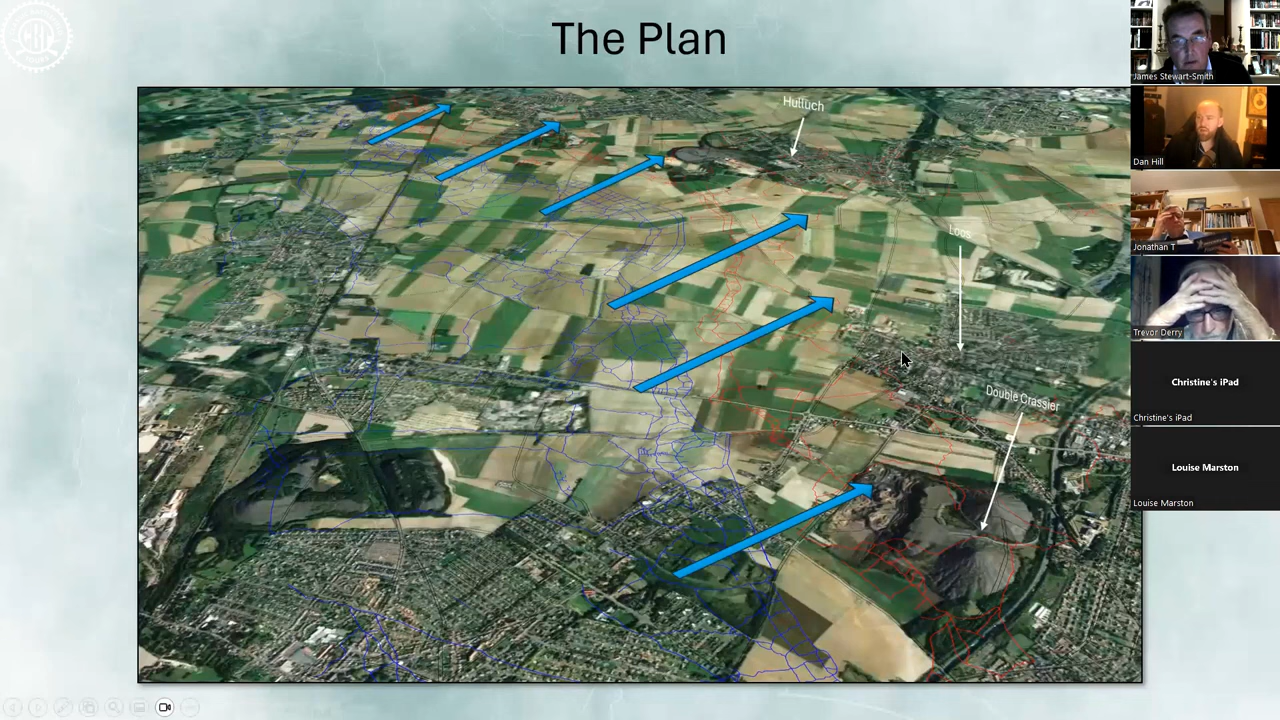 The Plan
Hulluch
Loos
Double Crassier
James Stewart-Smith
Dan Hill
Jonathan T
Trevor Derry
Christine's iPad
Christine's iPad
Louise Marston
Louise Marston